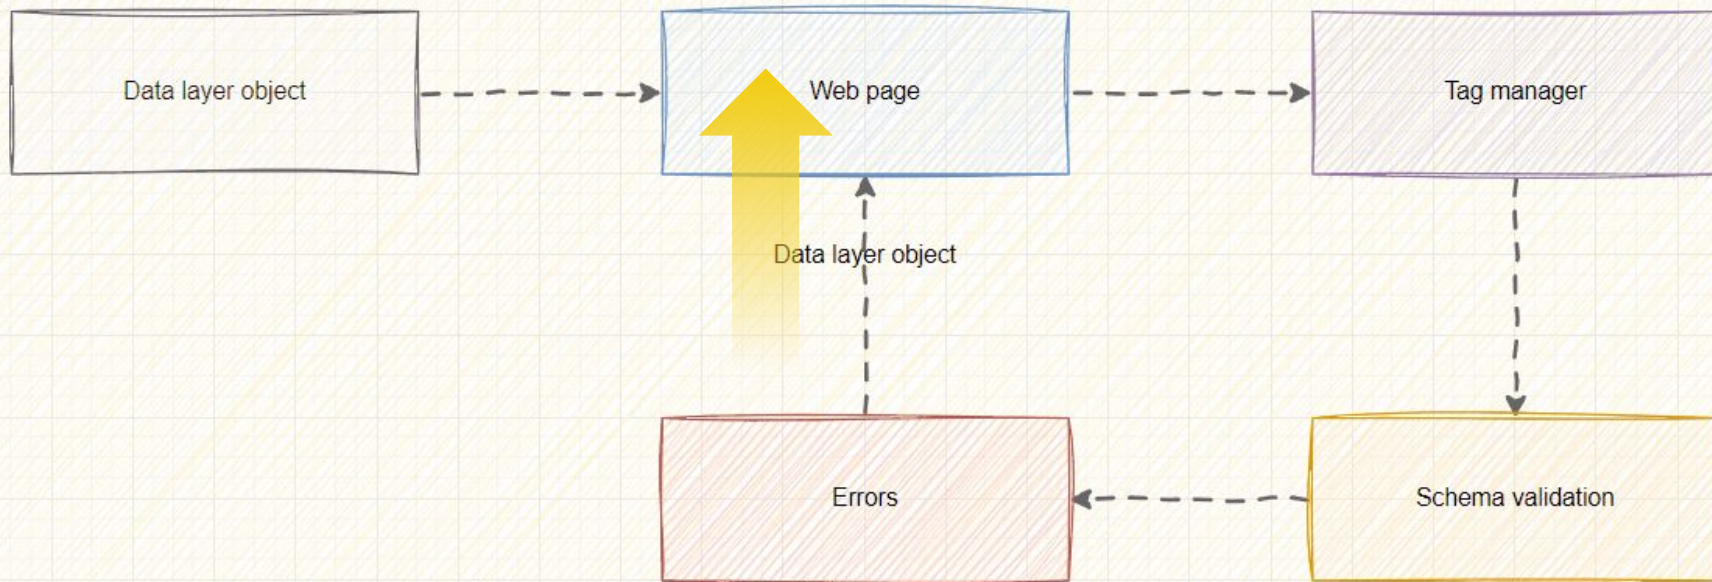 Data layer object
Web page
Tag manager
Data layer object
Errors
Schema validation